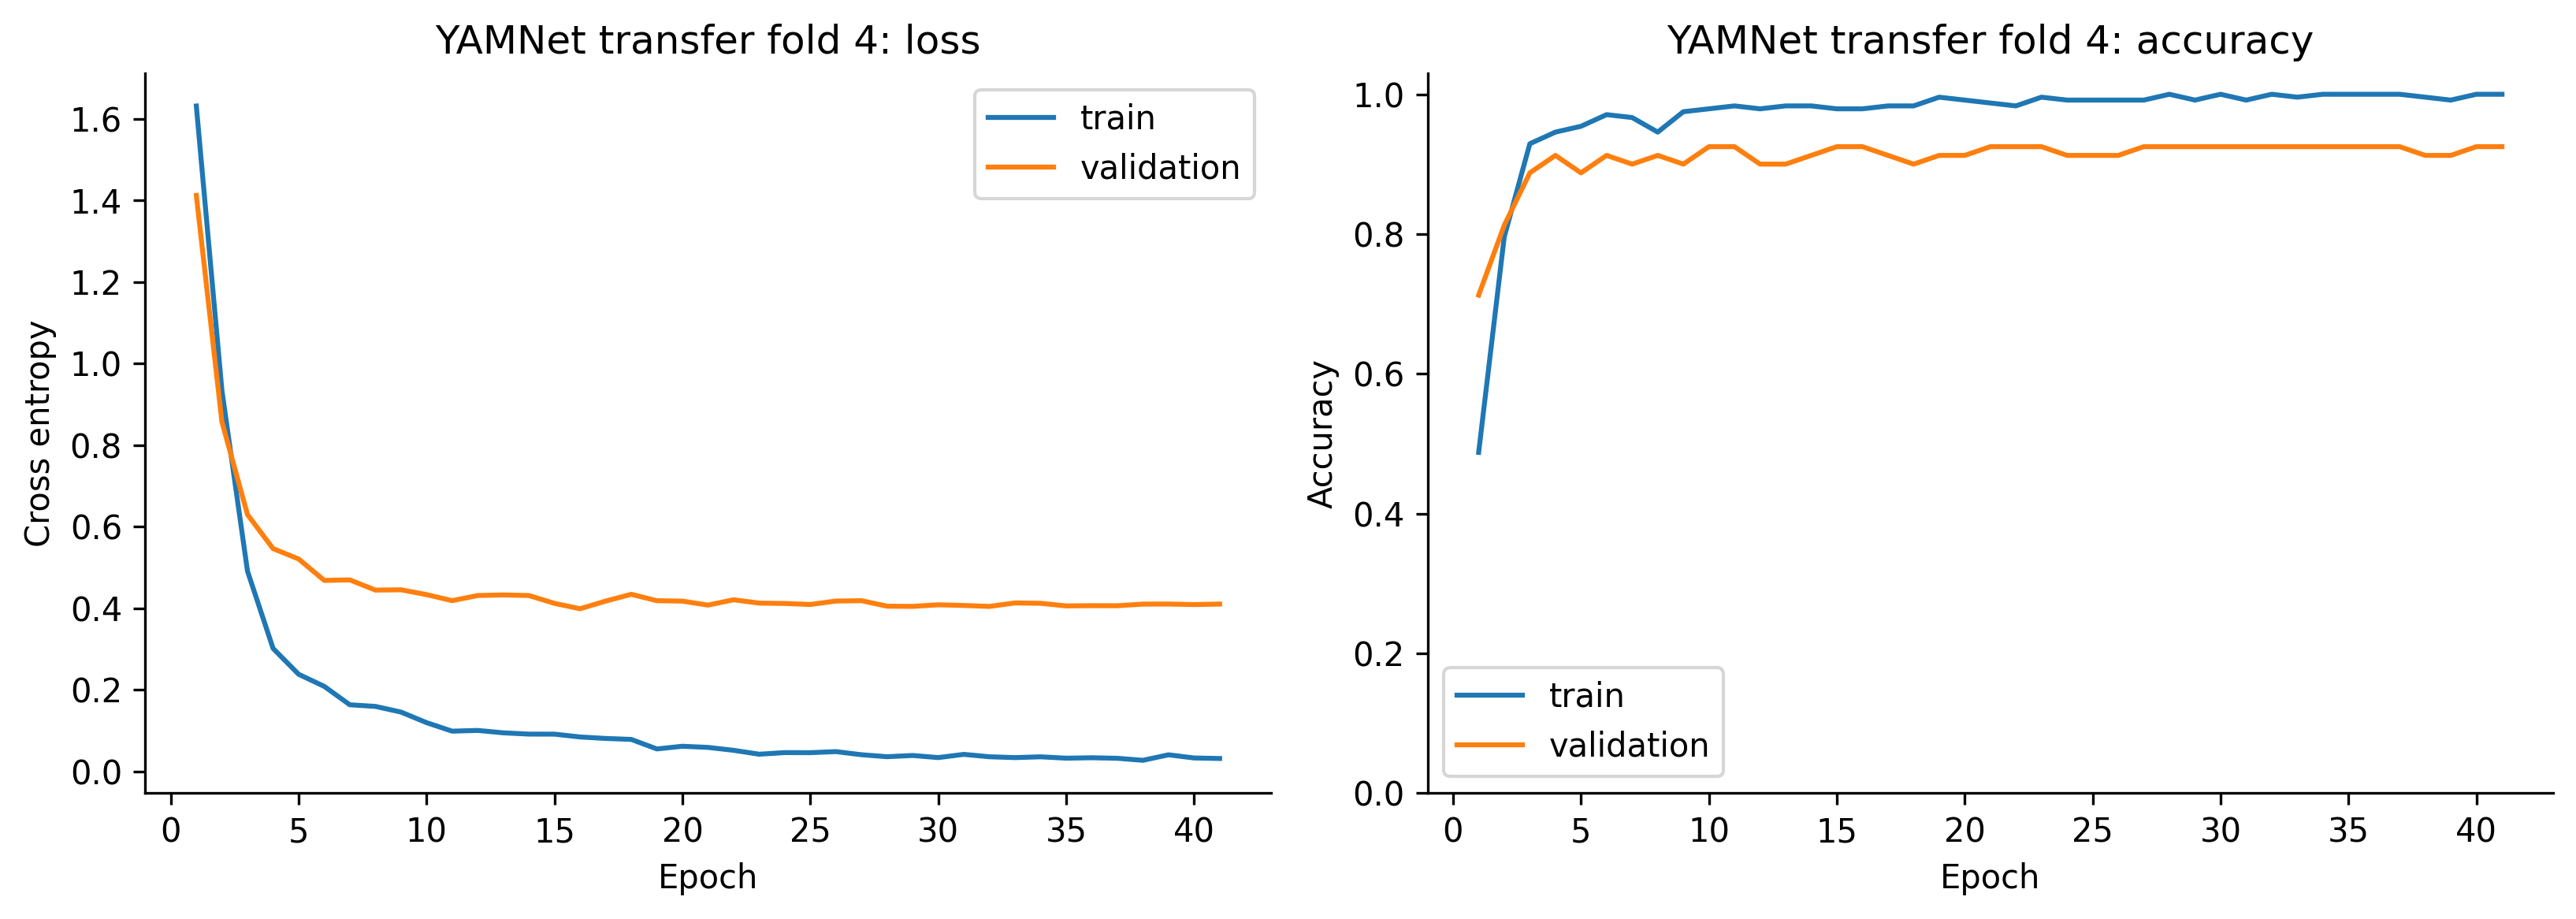 YAMNet transfer fold 4: loss
1.6
1.4
1.2
1.0
0.8
0.6
0.4
0.2
0.0
Cross entropy
train
validation
0 5 10 15 20 25 30 35 40
Epoch
YAMNet transfer fold 4: accuracy
1.0
0.8
0.6
0.4
0.2
0.0
Accuracy
train
validation
0 5 10 15 20 25 30 35 40
Epoch